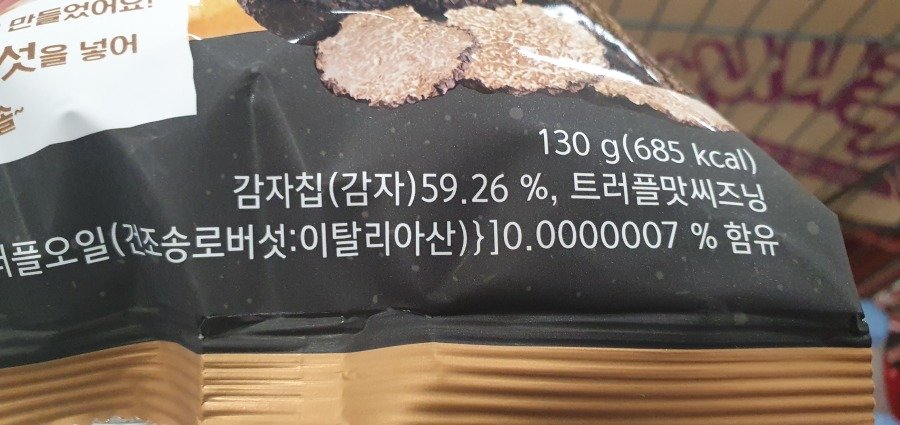 만들었어요!
섯을 넣어
솔~
130 g(685 kcal)
감자칩(감자)59.26 %, 트러플맛씨즈닝
러플오일(건조송로버섯:이탈리아산)}]0.0000007 % 함유